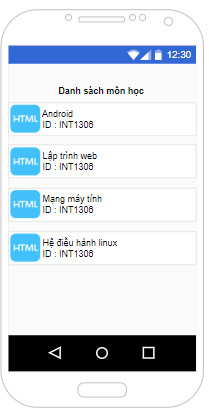 12:30
Danh sách môn học
HTML
Android
ID : INT1306
HTML
Lập trình web
ID : INT1306
HTML
Mạng máy tính
ID : INT1306
HTML
Hệ điều hành linux
ID : INT1306